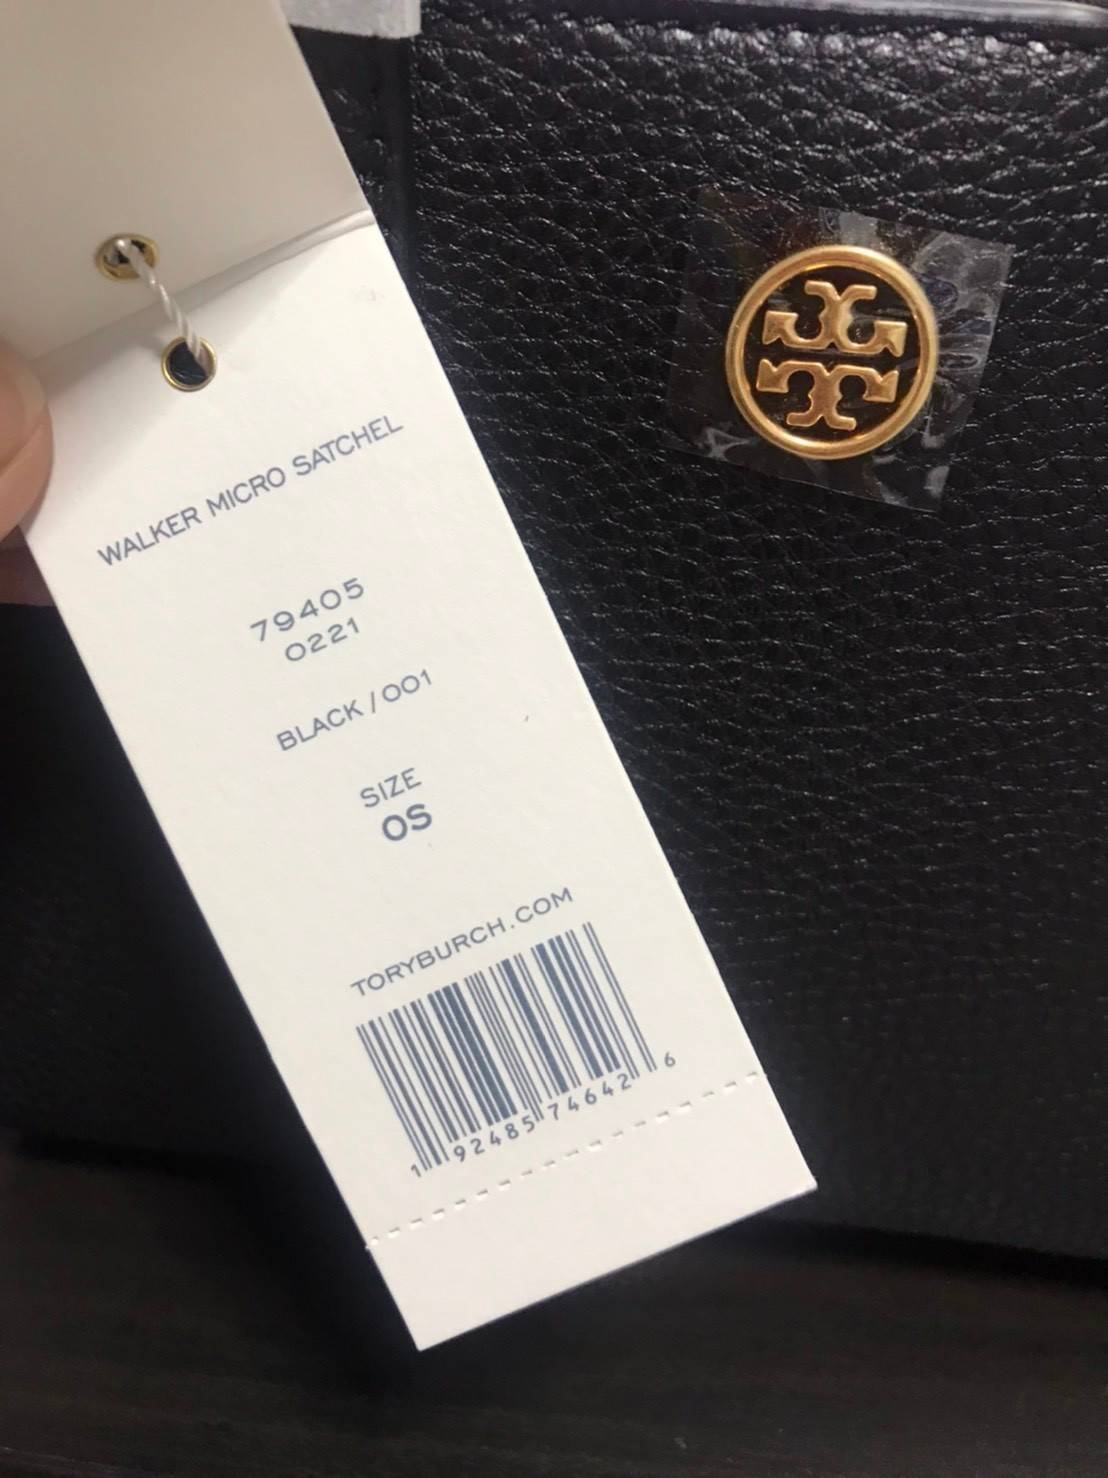 WALKER MICRO SATCHEL
79405
0221
BLACK / 001
SIZE
OS
TORYBURCH.COM
1 92485 74642 6